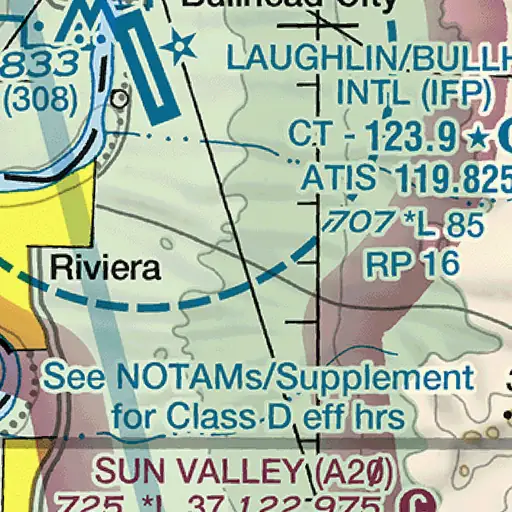 Bullhead City
833
(308)
LAUGHLIN/BULLH
INTL (IFP)
CT - 123.9 ★ C
ATIS 119.825
707 *L 85
RP 16
Riviera
See NOTAMs/Supplement
for Class D eff hrs
SUN VALLEY (A20)
725 *L 37 122.975 C